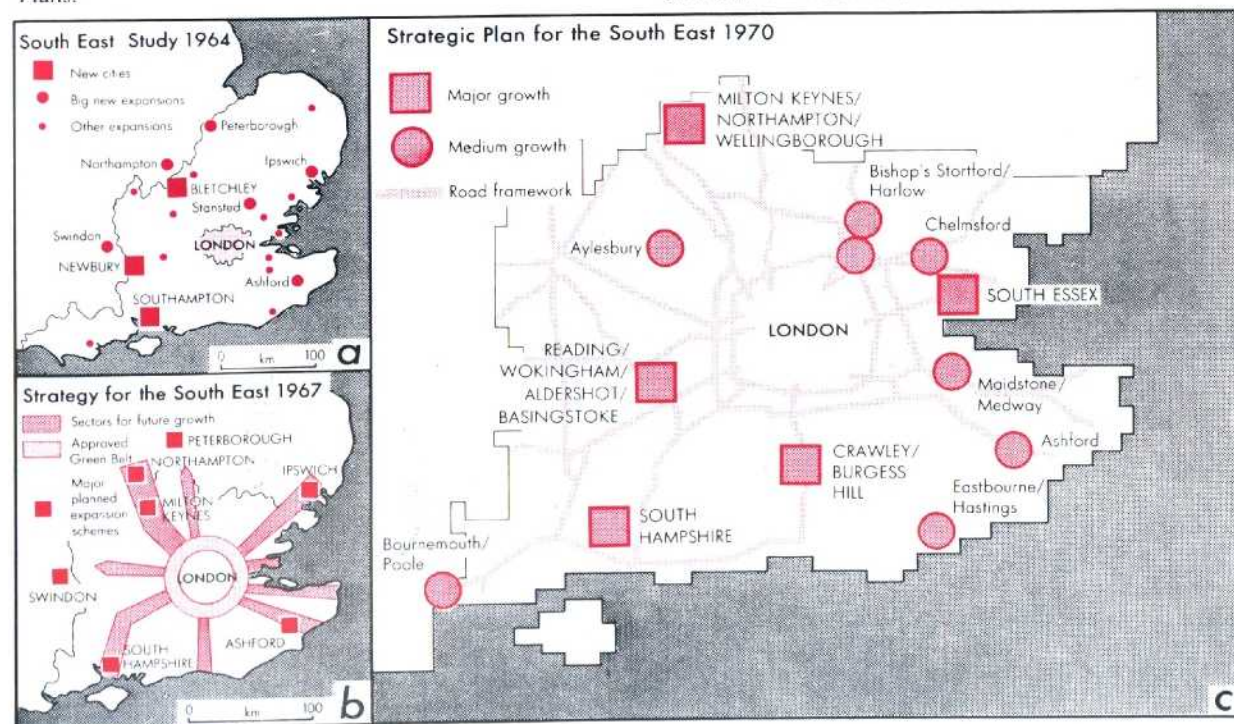 Plans.
South East Study 1964
New cities
Big new expansions
Other expansions
Peterborough
Northampton
Ipswich
BLETCHLEY
Stansted
Swindon
LONDON
NEWBURY
Ashford
SOUTHAMPTON
0 km 100
a
Strategy for the South East 1967
Sectors for future growth
Approved
Green Belt
Major
planned
expansion
schemes
PETERBOROUGH
NORTHAMPTON
IPSWICH
MILTON
KEYNES
LONDON
SWINDON
ASHFORD
SOUTH
HAMPSHIRE
0 km 100
b
Strategic Plan for the South East 1970
Major growth
Medium growth
Road framework
MILTON KEYNES/
NORTHAMPTON/
WELLINGBOROUGH
Bishop's Stortford/
Harlow
Chelmsford
Aylesbury
SOUTH ESSEX
LONDON
READING/
WOKINGHAM/
ALDERSHOT/
BASINGSTOKE
Maidstone/
Medway
Ashford
CRAWLEY/
BURGESS
HILL
Eastbourne/
Hastings
SOUTH
HAMPSHIRE
Bournemouth/
Poole
c